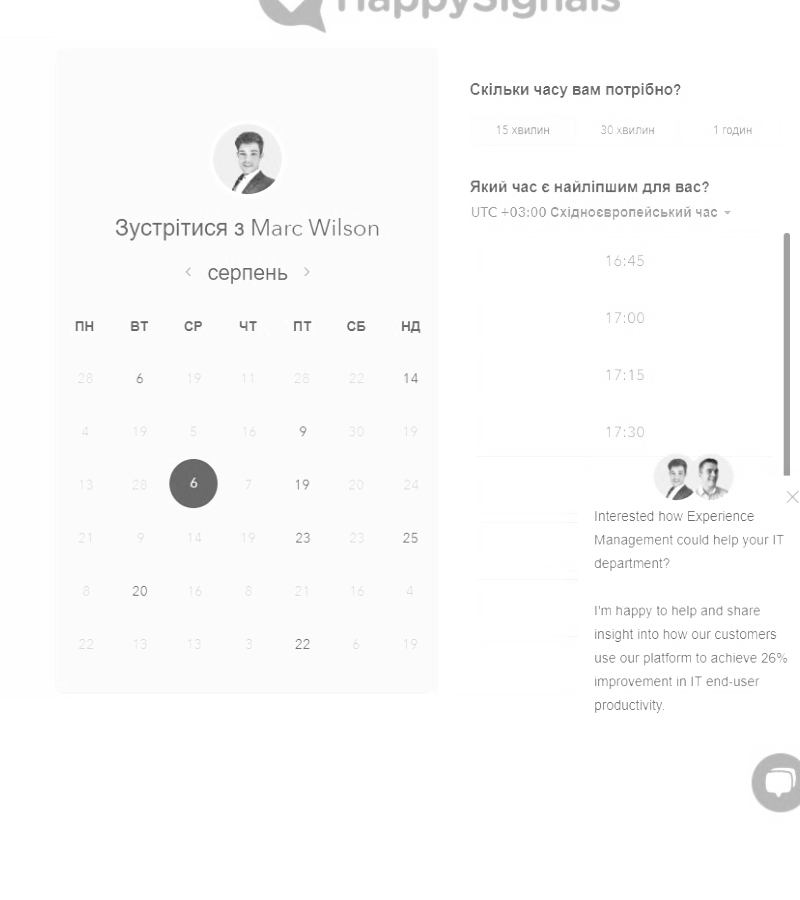 HappySignals
Зустрітися з Marc Wilson
серпень
ПН ВТ СР ЧТ ПТ СБ НД
28 6 19 11 28 22 14
4 19 5 16 9 30 19
13 28 6 7 19 20 24
21 9 14 19 23 23 25
8 20 16 8 21 16 4
22 13 13 3 22 6 19
Скільки часу вам потрібно?
15 хвилин 30 хвилин 1 годин
Який час є найліпшим для вас?
UTC +03:00 Східноєвропейський час
16:45
17:00
17:15
17:30
Interested how Experience
Management could help your IT
department?
I'm happy to help and share
insight into how our customers
use our platform to achieve 26%
improvement in IT end-user
productivity.